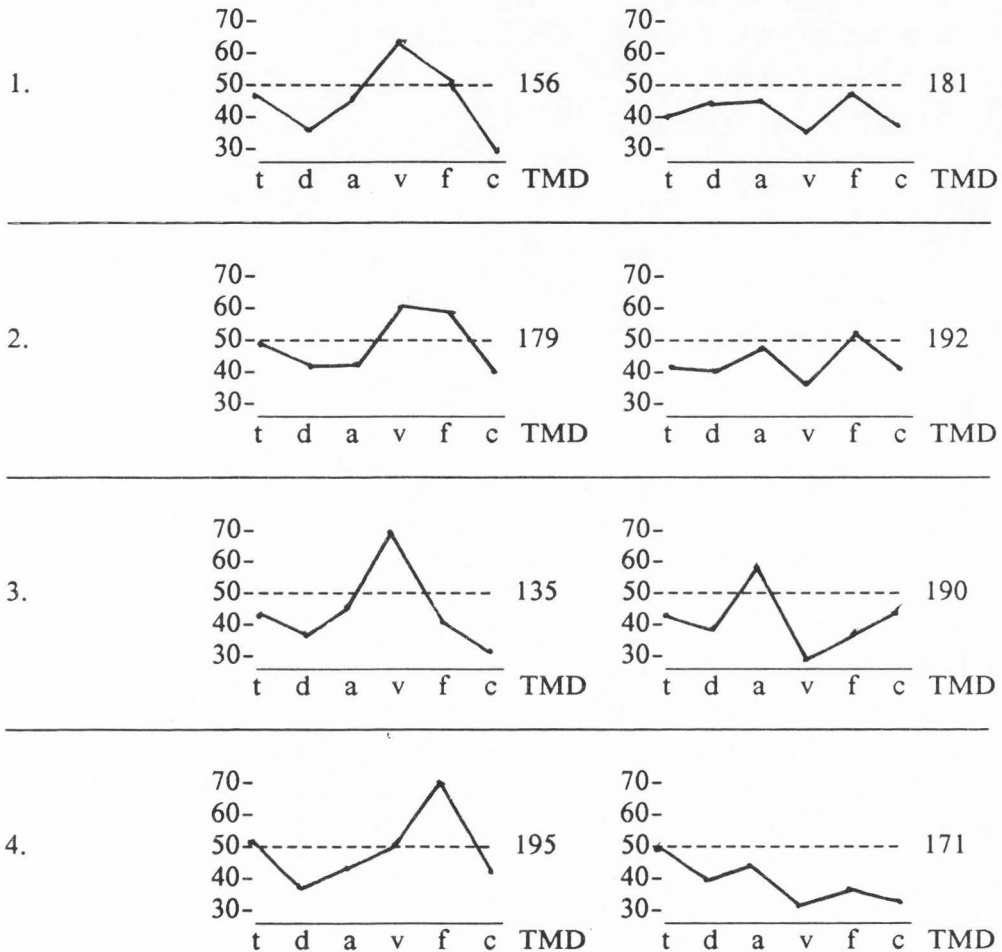 70- 70-
60- 60-
1. 50- 156 50- 181
40- 40-
30- 30-
t d a v f c TMD t d a v f c TMD
70- 70-
60- 60-
2. 50- 179 50- 192
40- 40-
30- 30-
t d a v f c TMD t d a v f c TMD
70- 70-
60- 60-
3. 50- 135 50- 190
40- 40-
30- 30-
t d a v f c TMD t d a v f c TMD
70- 70-
60- 60-
4. 50- 195 50- 171
40- 40-
30- 30-
t d a v f c TMD t d a v f c TMD